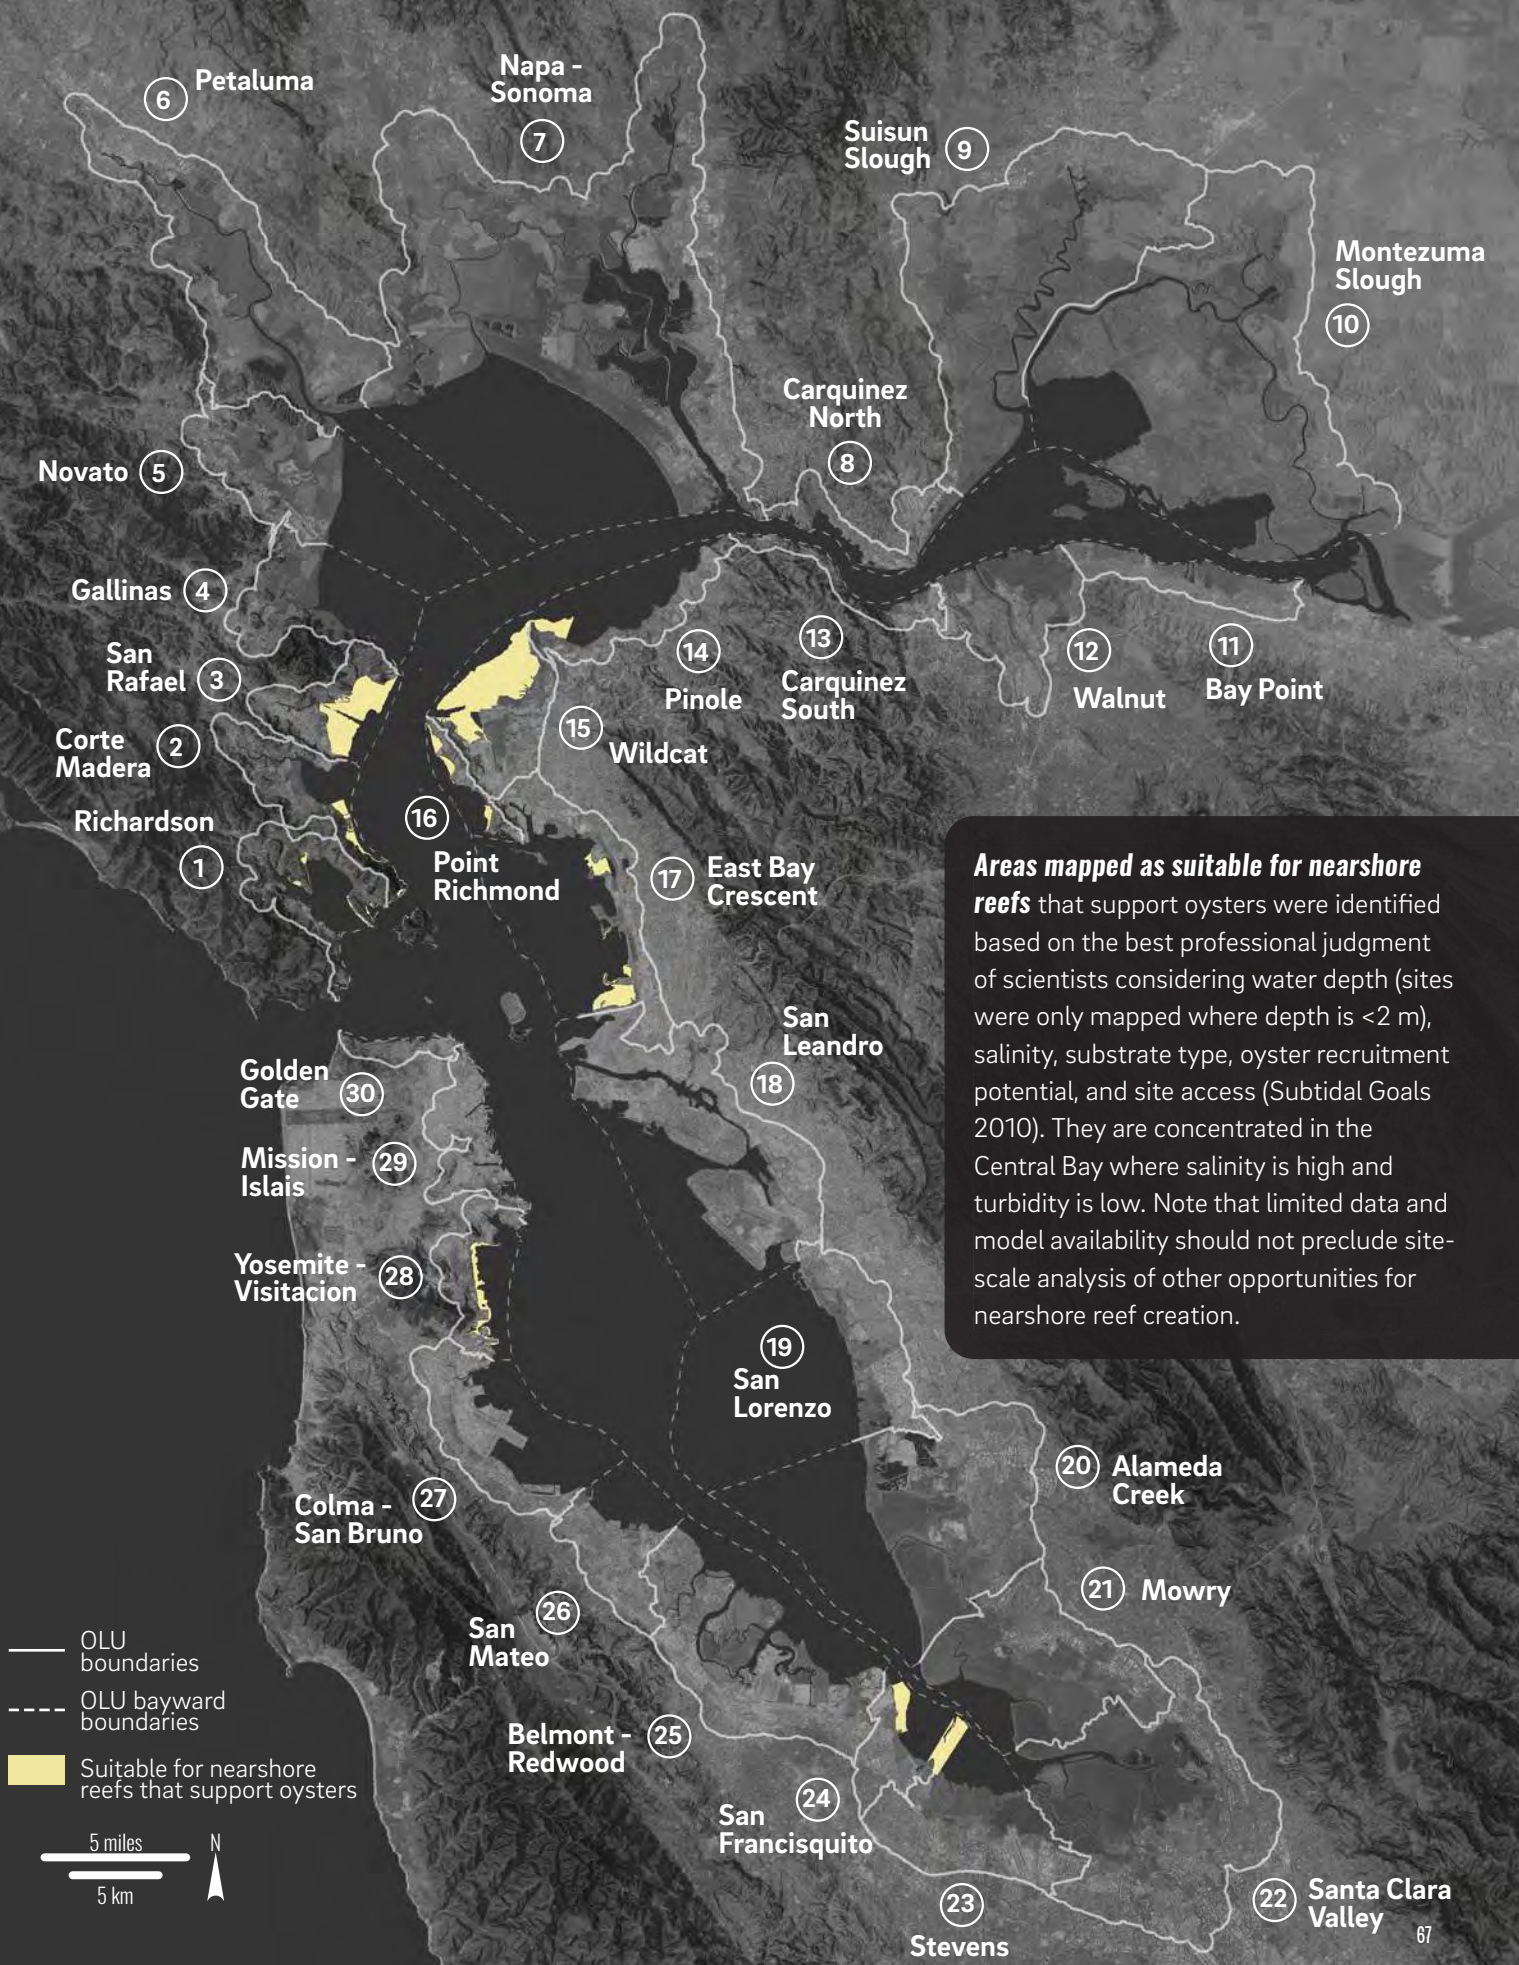 6
Petaluma
Napa -
Sonoma
7
Suisun
Slough
9
Montezuma
Slough
10
Carquinez
North
8
Novato
5
Gallinas
4
San
Rafael
3
Corte
Madera
2
Richardson
1
14
Pinole
13
Carquinez
South
12
Walnut
11
Bay Point
15
Wildcat
16
Point
Richmond
17
East Bay
Crescent
Areas mapped as suitable for nearshore
reefs that support oysters were identified
based on the best professional judgment
of scientists considering water depth (sites
were only mapped where depth is <2 m),
salinity, substrate type, oyster recruitment
potential, and site access (Subtidal Goals
2010). They are concentrated in the
Central Bay where salinity is high and
turbidity is low. Note that limited data and
model availability should not preclude site-
scale analysis of other opportunities for
nearshore reef creation.
San
Leandro
18
Golden
Gate
30
Mission -
Islais
29
Yosemite -
Visitacion
28
19
San
Lorenzo
20
Alameda
Creek
Colma -
San Bruno
27
21
Mowry
San
Mateo
26
Belmont -
Redwood
25
San
Francisquito
24
23
Stevens
22
Santa Clara
Valley
OLU
boundaries
OLU bayward
boundaries
Suitable for nearshore
reefs that support oysters
5 miles
5 km
N
67